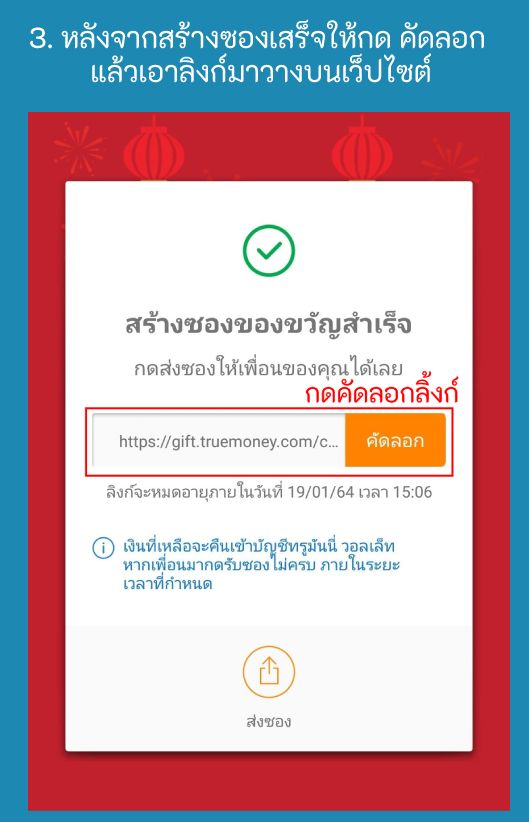 3. หลังจากสร้างซองเสร็จให้กด คัดลอก
แล้วเอาลิงก์มาวางบนเว็ปไซต์
สร้างซองของขวัญสำเร็จ
กดส่งซองให้เพื่อนของคุณได้เลย
กดคัดลอกลิ้งก์
https://gift.truemoney.com/c... คัดลอก
ลิงก์จะหมดอายุภายในวันที่ 19/01/64 เวลา 15:06
เงินที่เหลือจะคืนเข้าบัญชีทรูมันนี่ วอลเล็ท
หากเพื่อนมากดรับซองไม่ครบ ภายในระยะ
เวลาที่กำหนด
ส่งซอง